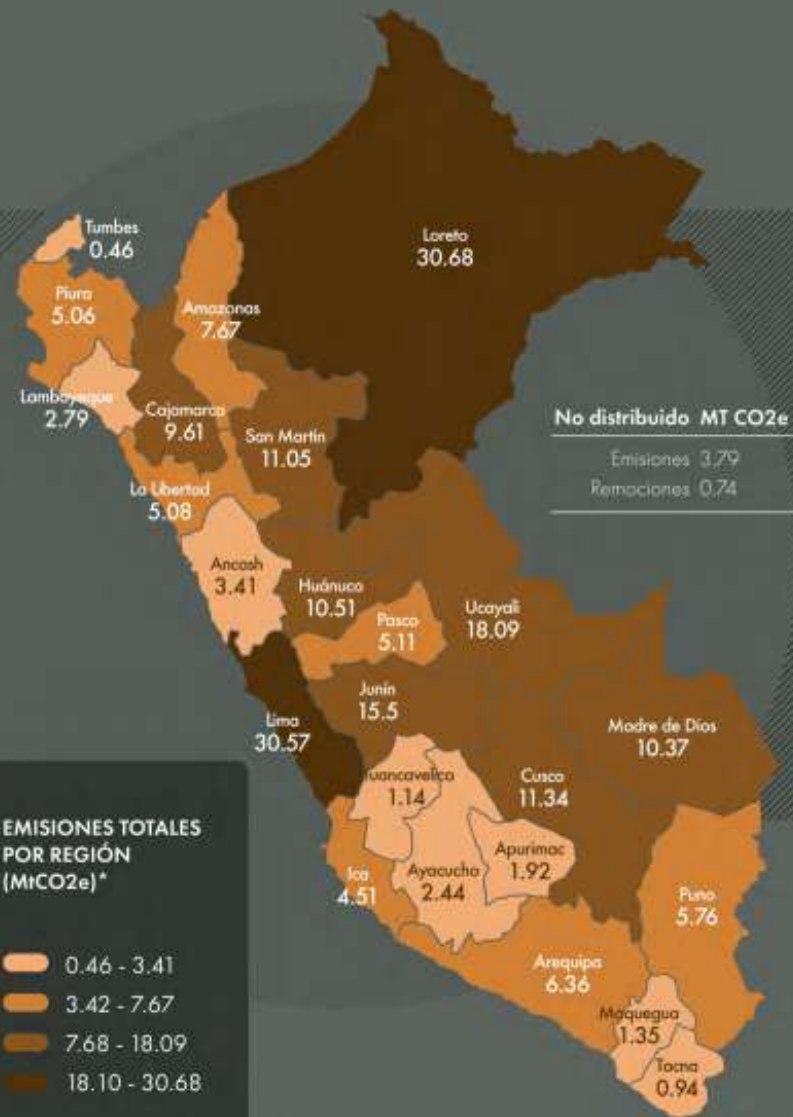 Tumbes
0.46
Loreto
30.68
Piura
5.06
Amazonas
7.67
Lambayeque
2.79
Cajamarca
9.61
San Martín
11.05
No distribuido MT CO2e
Emisiones 3.79
Remociones 0.74
La Libertad
5.08
Ancash
3.41
Huánuco
10.51
Pasco
5.11
Ucayali
18.09
Junín
15.5
Lima
30.57
Madre de Dios
10.37
Huancavelica
1.14
Cusco
11.34
Apurimac
1.92
Ayacucho
2.44
Ica
4.51
Puno
5.76
Arequipa
6.36
Moquegua
1.35
Tacna
0.94
EMISIONES TOTALES
POR REGIÓN
(MtCO2e)*
0.46 - 3.41
3.42 - 7.67
7.68 - 18.09
18.10 - 30.68